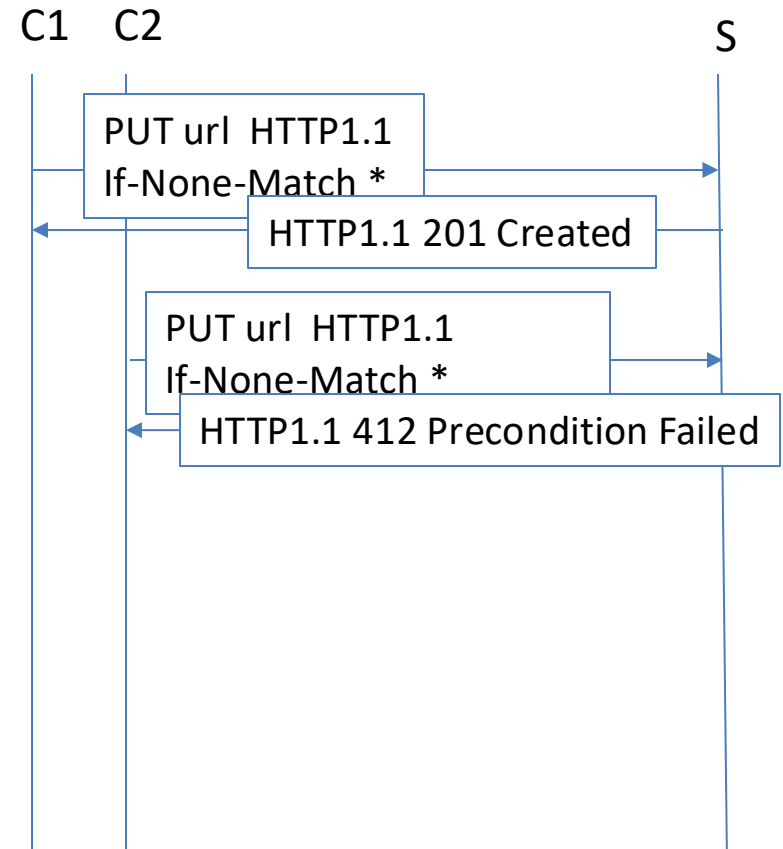 C1 C2 S
PUT url HTTP1.1
If-None-Match *
HTTP1.1 201 Created
PUT url HTTP1.1
If-None-Match *
HTTP1.1 412 Precondition Failed